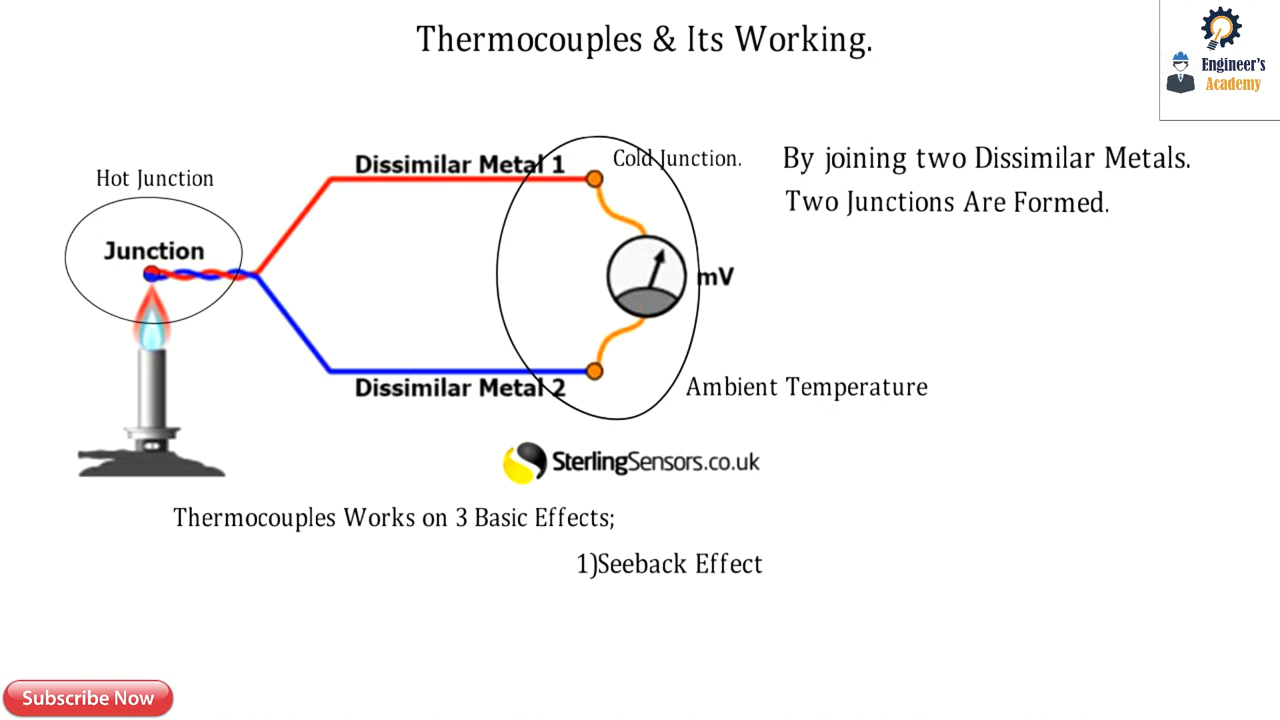 Thermocouples & Its Working.
Engineer's
Academy
Hot Junction
Junction
Dissimilar Metal 1
Cold Junction.
By joining two Dissimilar Metals.
Two Junctions Are Formed.
mV
Dissimilar Metal 2
Ambient Temperature
SterlingSensors.co.uk
Thermocouples Works on 3 Basic Effects;
1)Seeback Effect
Subscribe Now